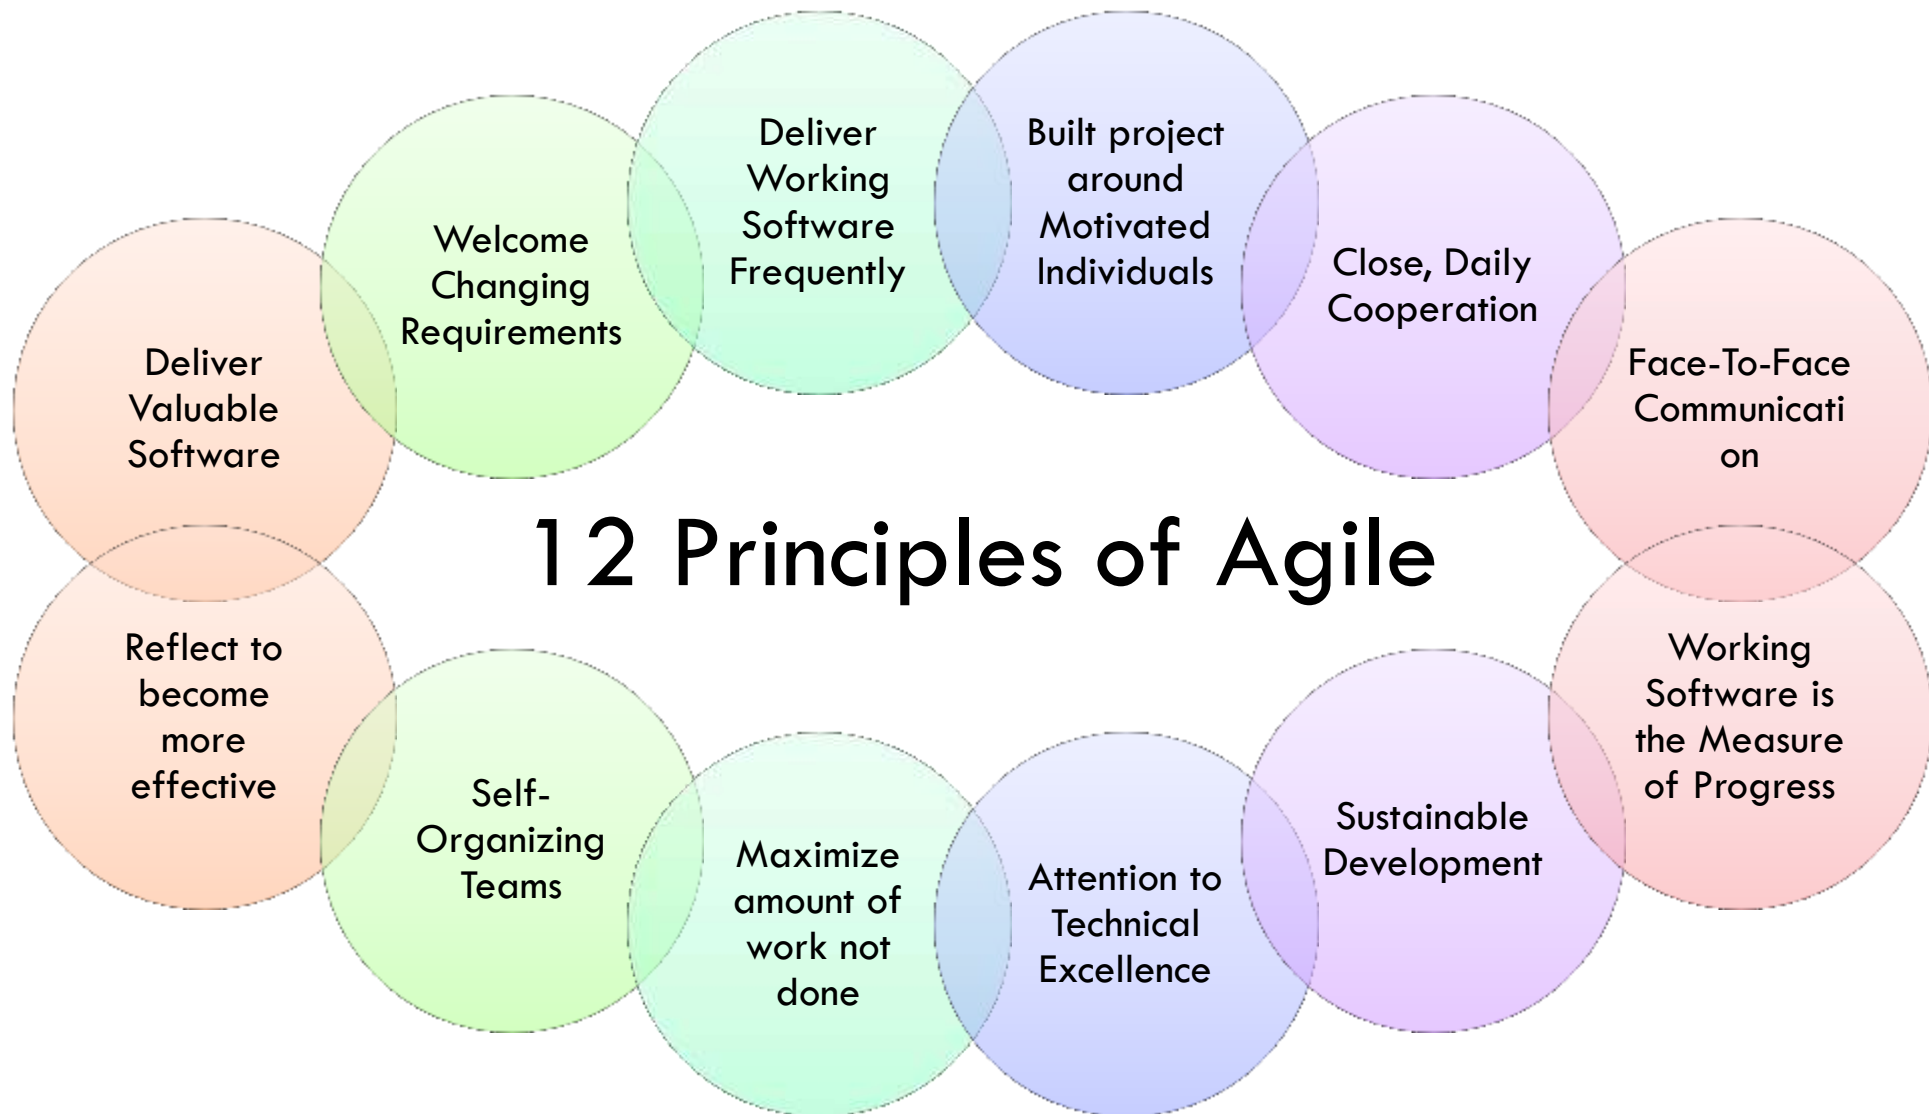 Deliver
Valuable
Software
Welcome
Changing
Requirements
Deliver
Working
Software
Frequently
Built project
around
Motivated
Individuals
Close, Daily
Cooperation
Face-To-Face
Communicati
on
12 Principles of Agile
Working
Software is
the Measure
of Progress
Sustainable
Development
Attention to
Technical
Excellence
Maximize
amount of
work not
done
Self-
Organizing
Teams
Reflect to
become
more
effective